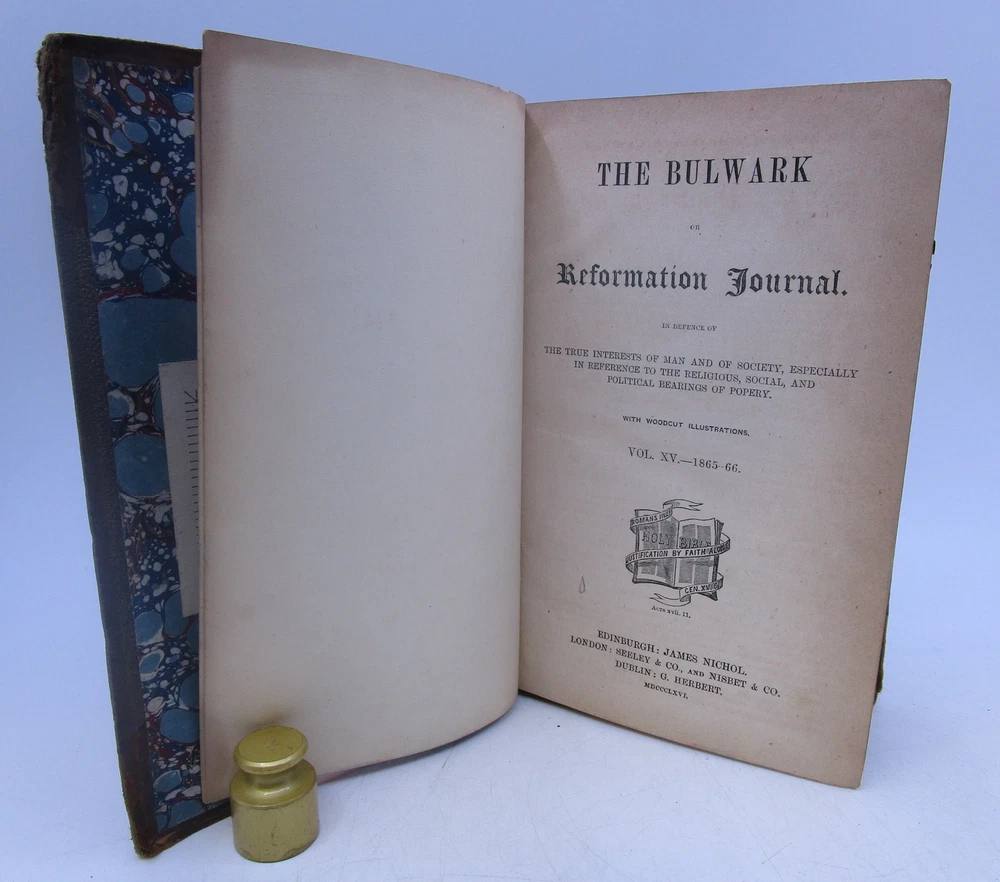 THE BULWARK
OR
Reformation Journal.
IN DEFENCE OF
THE TRUE INTERESTS OF MAN AND OF SOCIETY, ESPECIALLY
IN REFERENCE TO THE RELIGIOUS, SOCIAL, AND
POLITICAL BEARINGS OF POPERY.
WITH WOODCUT ILLUSTRATIONS.
VOL. XV.—1865-66.
ROMANS
HOLY BIBLE
JUSTIFICATION BY FAITH ALONE
GEN.
Acts xvii. 11.
EDINBURGH: JAMES NICHOL.
LONDON: SEELEY & CO., AND NISBET & CO.
DUBLIN: G. HERBERT.
MDCCCLXVI.